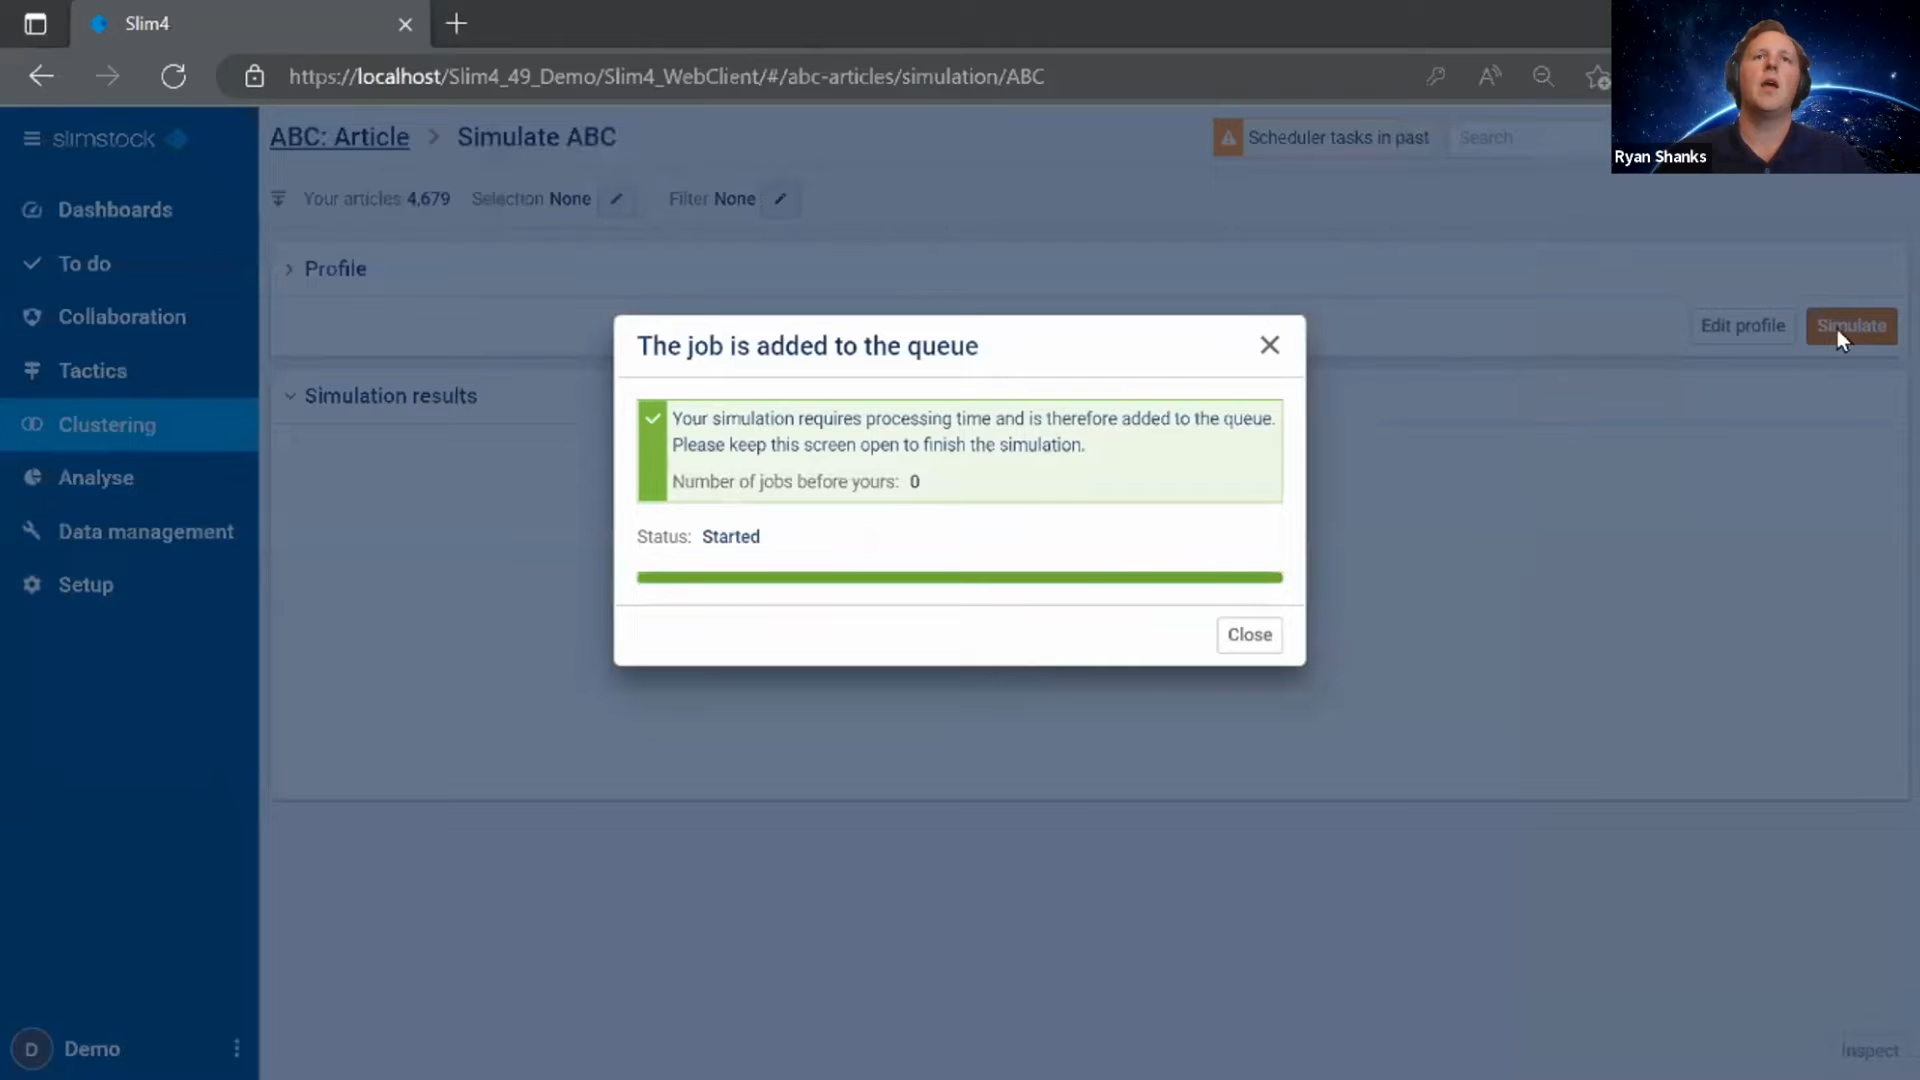 Slim4
https://localhost/Slim4_49_Demo/Slim4_WebClient/#/abc-articles/simulation/ABC
Ryan Shanks
slimstock
ABC: Article > Simulate ABC
Scheduler tasks in past
Search
Your articles 4,679 Selection None Filter None
Dashboards
To do
Collaboration
Tactics
Clustering
Analyse
Data management
Setup
Profile
Edit profile
Simulate
Simulation results
The job is added to the queue
Your simulation requires processing time and is therefore added to the queue.
Please keep this screen open to finish the simulation.
Number of jobs before yours: 0
Status: Started
Close
D
Demo
Inspect